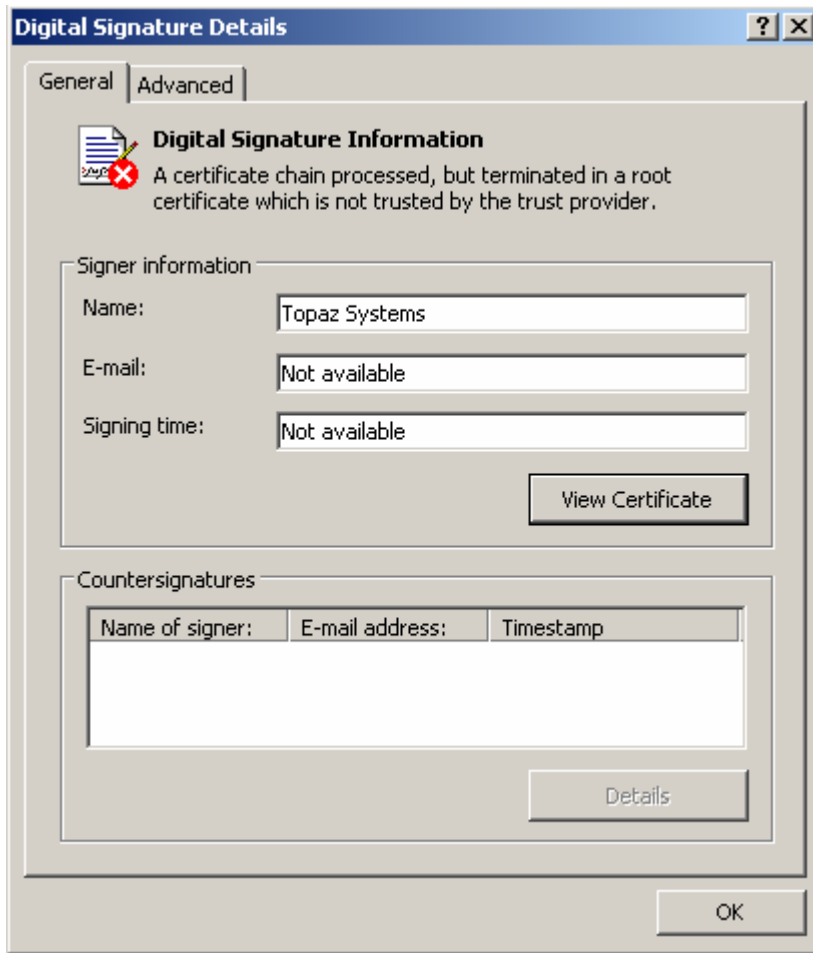 Digital Signature Details
General Advanced
Digital Signature Information
A certificate chain processed, but terminated in a root
certificate which is not trusted by the trust provider.
Signer information
Name: Topaz Systems
E-mail: Not available
Signing time: Not available
View Certificate
Countersignatures
Name of signer: E-mail address: Timestamp
Details
OK